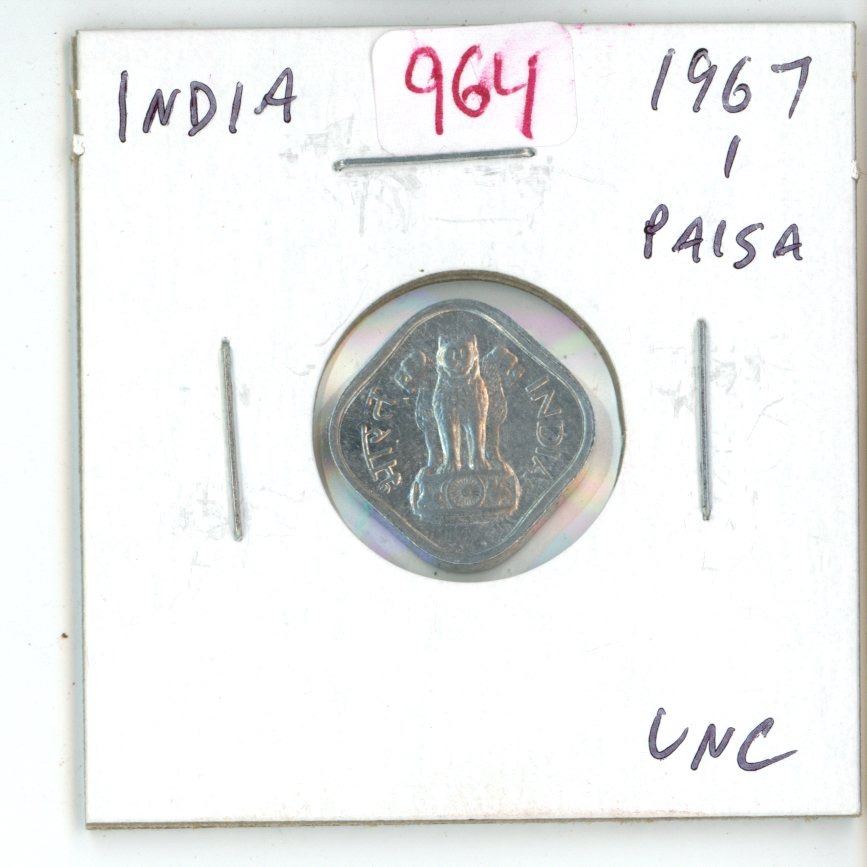 INDIA
964
1967
1
PAISA
भारत
INDIA
UNC